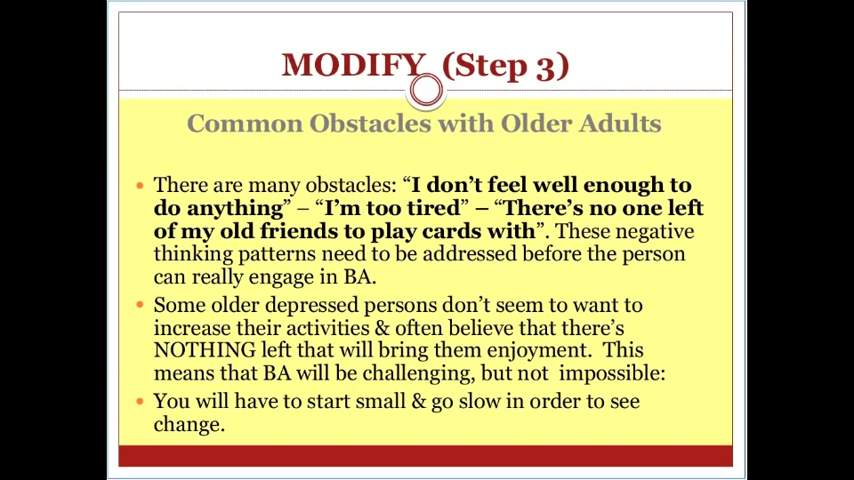 MODIFY (Step 3)
Common Obstacles with Older Adults
• There are many obstacles: “I don’t feel well enough to
do anything” – “I’m too tired” – “There’s no one left
of my old friends to play cards with”. These negative
thinking patterns need to be addressed before the person
can really engage in BA.
• Some older depressed persons don’t seem to want to
increase their activities & often believe that there’s
NOTHING left that will bring them enjoyment.  This
means that BA will be challenging, but not  impossible:
• You will have to start small & go slow in order to see
change.